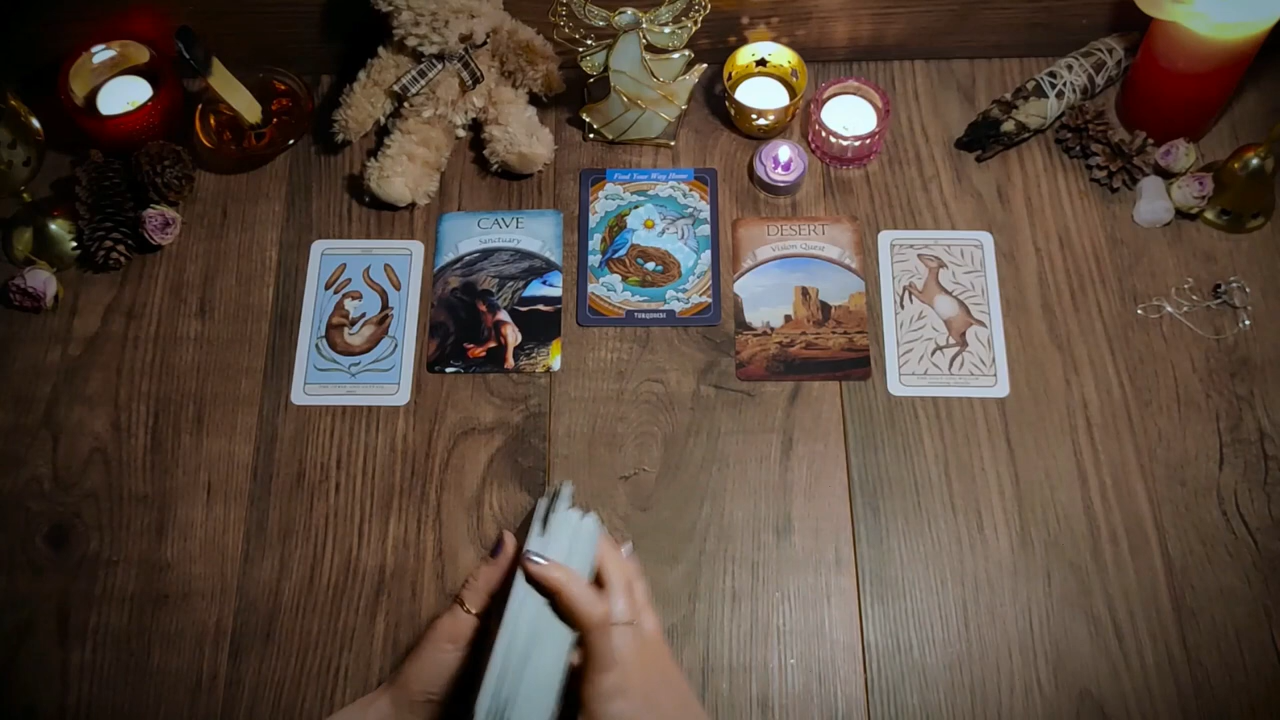 CAVE
Sanctuary
Find Your Way Home
TURQUOISE
DESERT
Vision Quest